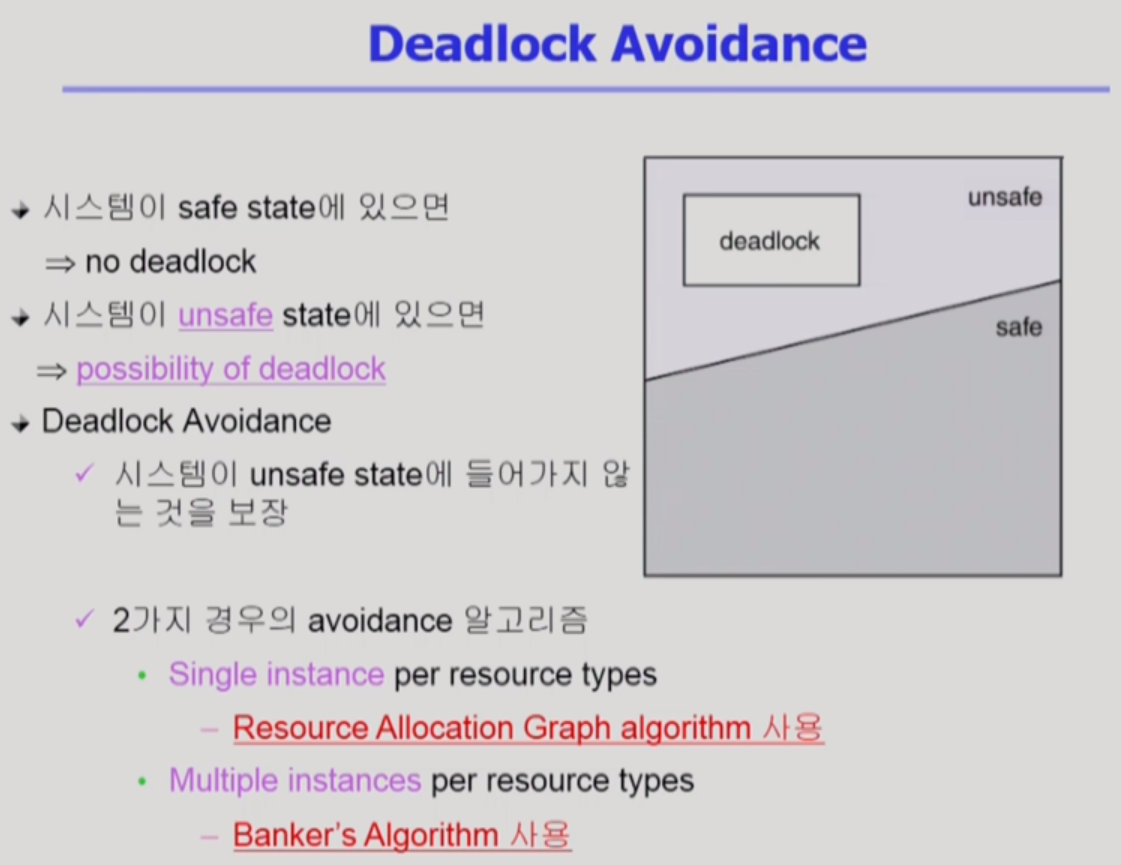 Deadlock Avoidance
시스템이 safe state에 있으면
⇒ no deadlock
시스템이 unsafe state에 있으면
⇒ possibility of deadlock
Deadlock Avoidance
✓ 시스템이 unsafe state에 들어가지 않
는 것을 보장
✓ 2가지 경우의 avoidance 알고리즘
• Single instance per resource types
– Resource Allocation Graph algorithm 사용
• Multiple instances per resource types
– Banker's Algorithm 사용
unsafe
deadlock
safe